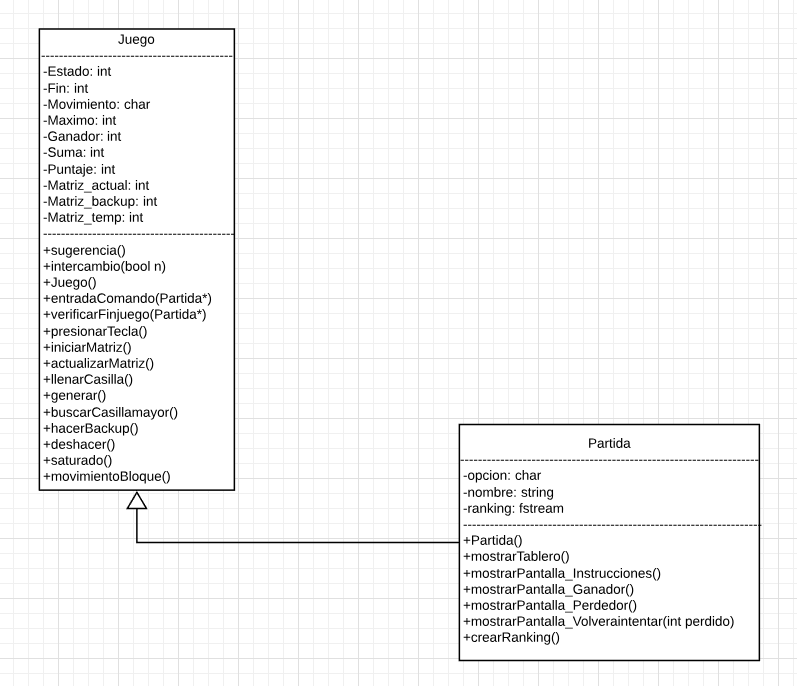 Juego
-Estado: int
-Fin: int
-Movimiento: char
-Maximo: int
-Ganador: int
-Suma: int
-Puntaje: int
-Matriz_actual: int
-Matriz_backup: int
-Matriz_temp: int
+sugerencia()
+intercambio(bool n)
+Juego()
+entradaComando(Partida*)
+verificarFinjuego(Partida*)
+presionarTecla()
+iniciarMatriz()
+actualizarMatriz()
+llenarCasilla()
+generar()
+buscarCasillamayor()
+hacerBackup()
+deshacer()
+saturado()
+movimientoBloque()
Partida
-opcion: char
-nombre: string
-ranking: fstream
+Partida()
+mostrarTablero()
+mostrarPantalla_Instrucciones()
+mostrarPantalla_Ganador()
+mostrarPantalla_Perdedor()
+mostrarPantalla_Volveraintentar(int perdido)
+crearRanking()